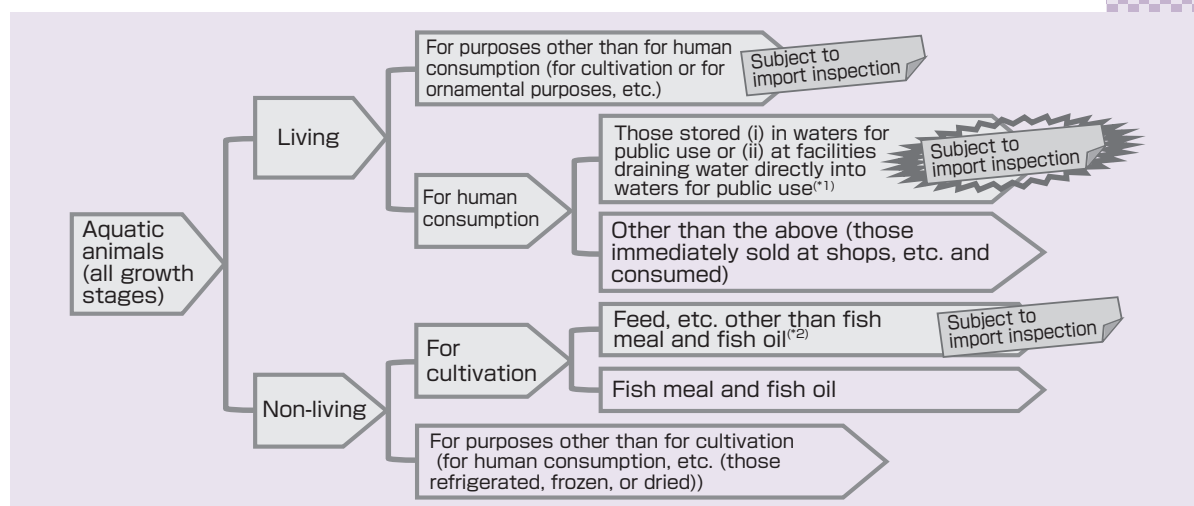 For purposes other than for human
consumption (for cultivation or for
ornamental purposes, etc.)
Subject to
import inspection
Living
Those stored (i) in waters for
public use or (ii) at facilities
draining water directly into
waters for public use(*1)
Subject to
import inspection
For human
consumption
Other than the above (those
immediately sold at shops, etc. and
consumed)
Aquatic
animals
(all growth
stages)
Feed, etc. other than fish
meal and fish oil(*2)
Subject to
import inspection
For
cultivation
Fish meal and fish oil
Non-living
For purposes other than for cultivation
(for human consumption, etc. (those
refrigerated, frozen, or dried))